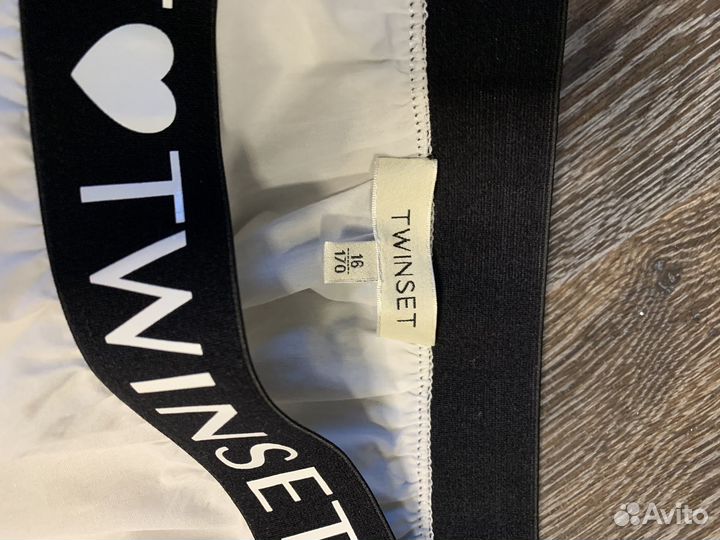 T ♥ TWINSET
TWINSET
16
170
Avito